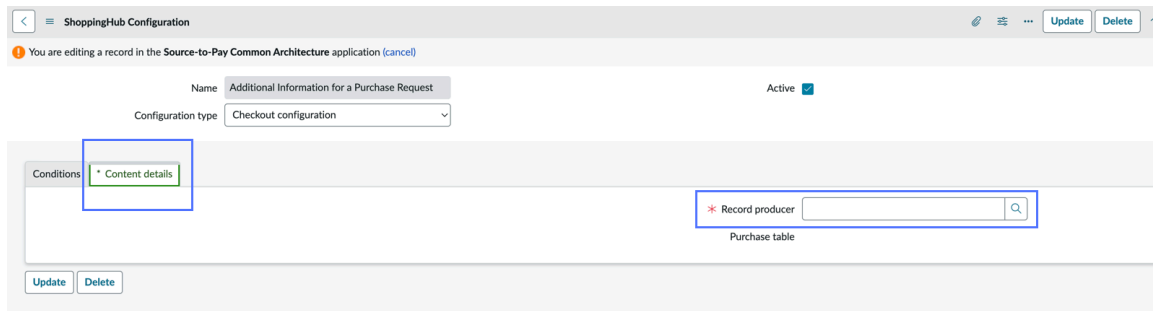 ShoppingHub Configuration
Update
Delete
You are editing a record in the Source-to-Pay Common Architecture application (cancel)
Name
Additional Information for a Purchase Request
Active
Configuration type
Checkout configuration
Conditions
* Content details
* Record producer
Purchase table
Update
Delete